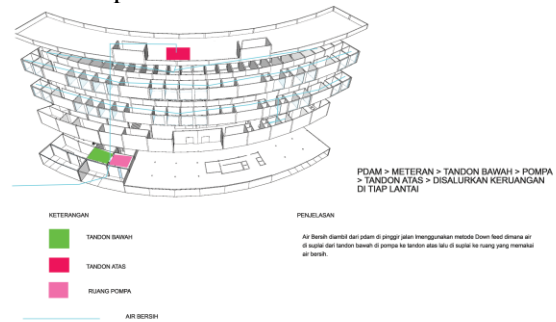 PDAM > METERAN > TANDON BAWAH > POMPA
> TANDON ATAS > DISALURKAN KERUANGAN
DI TIAP LANTAI
KETERANGAN
TANDON BAWAH
TANDON ATAS
RUANG POMPA
AIR BERSIH
PENJELASAN
Air Bersih diambil dari pdam di pinggir jalan lmenggunakan metode Down feed dimana air
di suplai dari tandon bawah di pompa ke tandon atas lalu di suplai ke ruang yang memakai
air bersih.